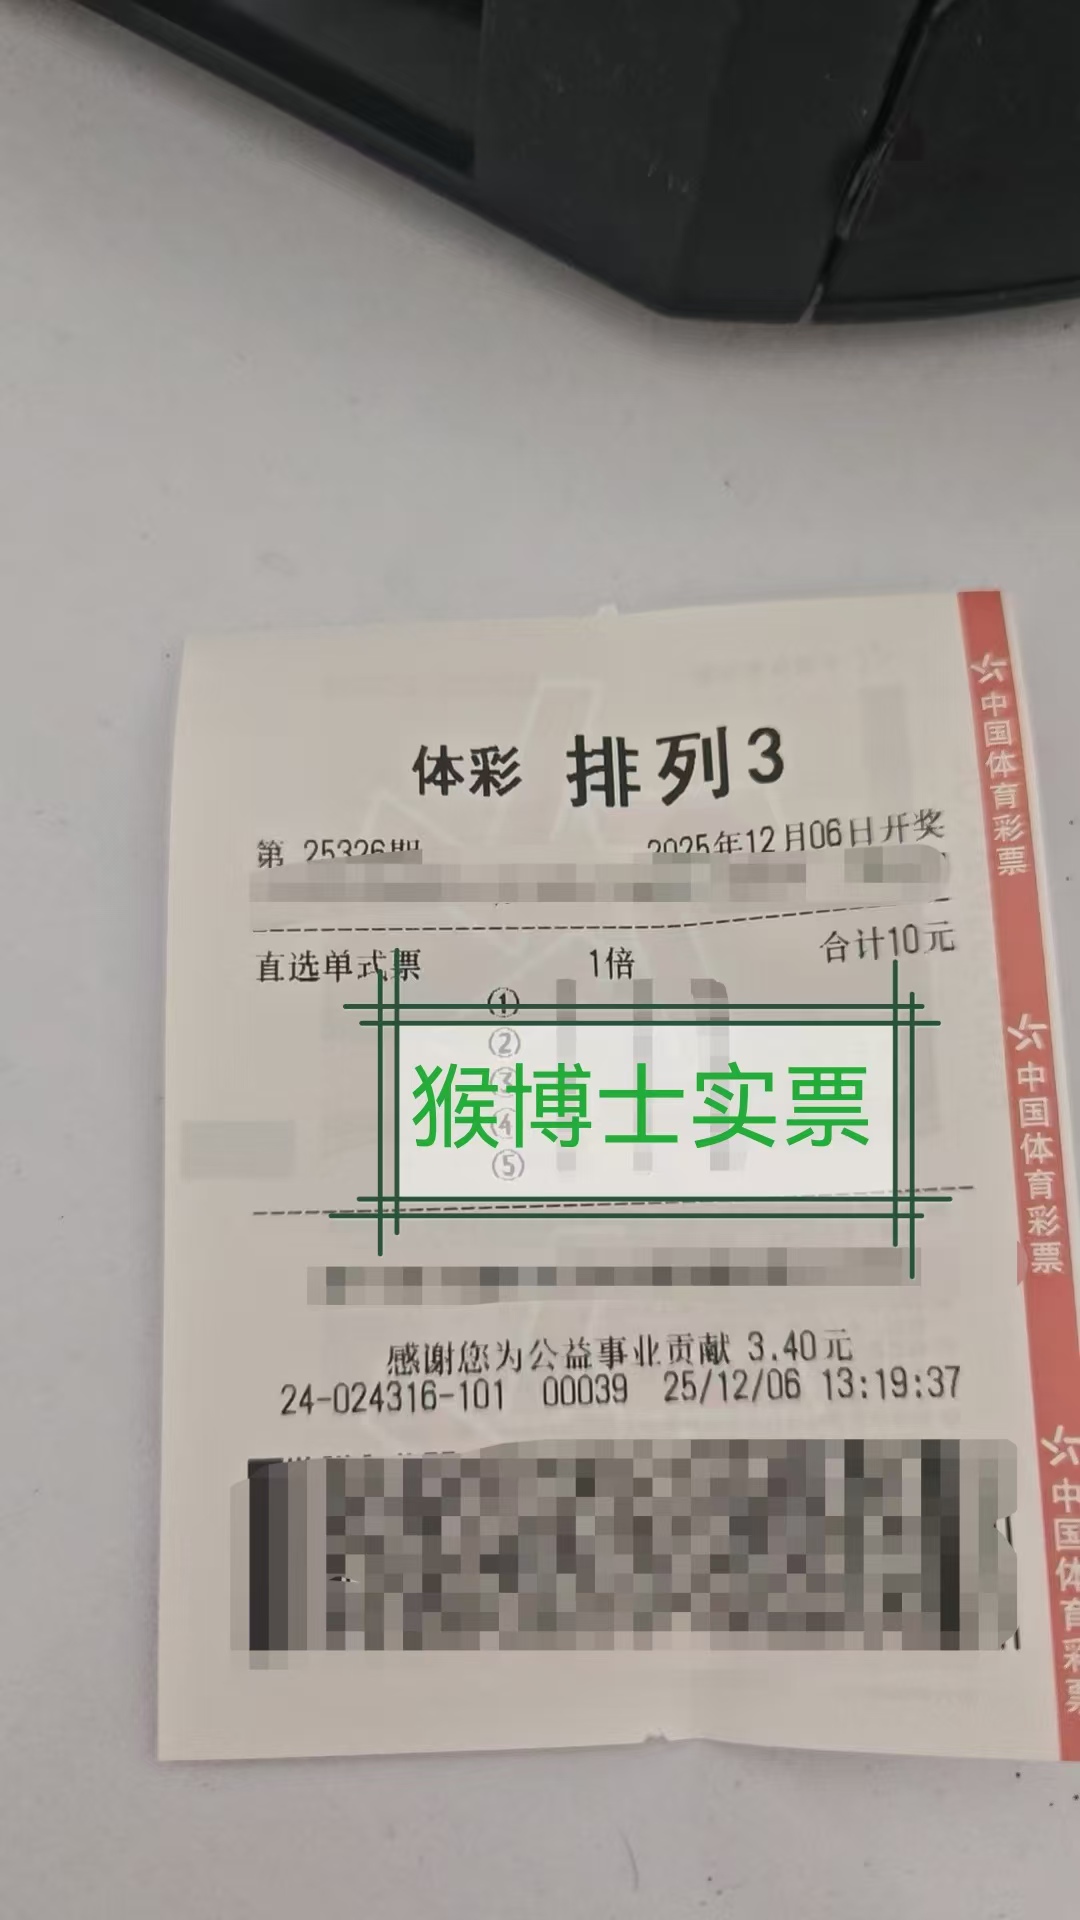 体彩 排列3
第 25326期 2025年12月06日开奖
直选单式票 1倍 合计10元
①
②
③
④
⑤
猴博士实票
感谢您为公益事业贡献 3.40元
24-024316-101 00039 25/12/06 13:19:37
中国体育彩票
中国体育彩票
中国体育彩票